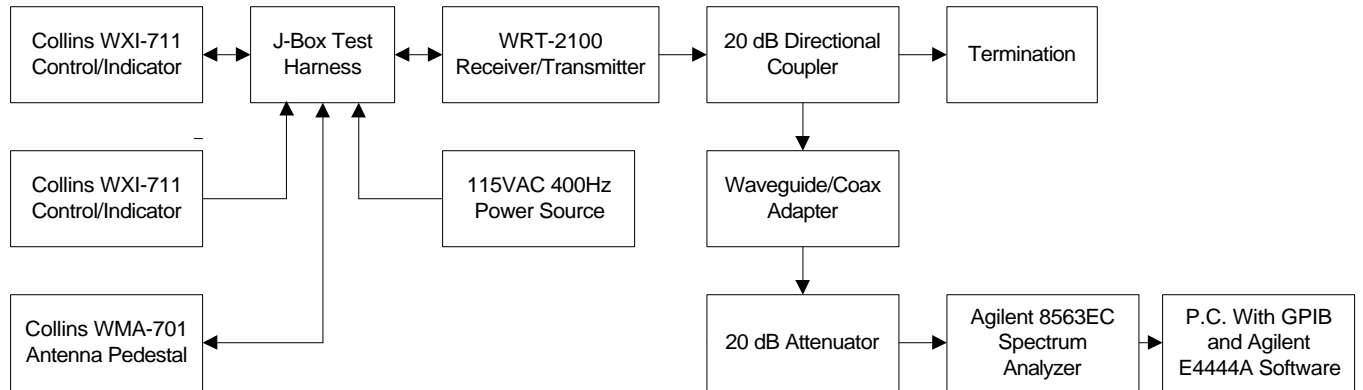 Collins WXI-711
Control/Indicator
J-Box Test
Harness
WRT-2100
Receiver/Transmitter
20 dB Directional
Coupler
Termination
Collins WXI-711
Control/Indicator
115VAC 400Hz
Power Source
Waveguide/Coax
Adapter
Collins WMA-701
Antenna Pedestal
20 dB Attenuator
Agilent 8563EC
Spectrum
Analyzer
P.C. With GPIB
and Agilent
E4444A Software